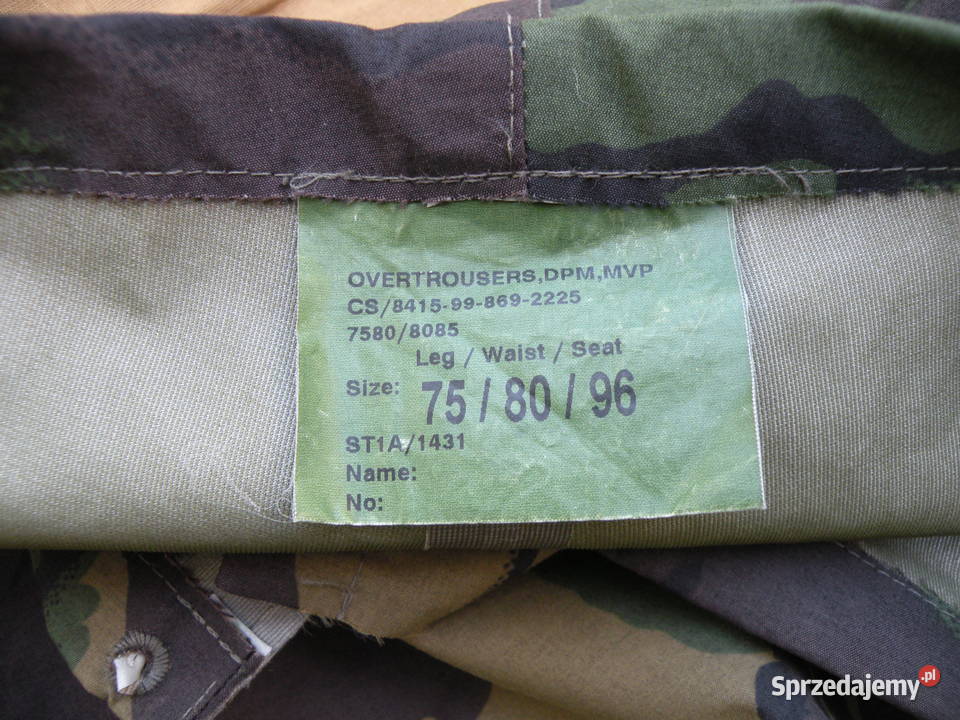 OVERTROUSERS,DPM,MVP
CS/8415-99-869-2225
7580/8085
Leg / Waist / Seat
Size: 75 / 80 / 96
ST1A/1431
Name:
No:
Sprzedajemy.pl